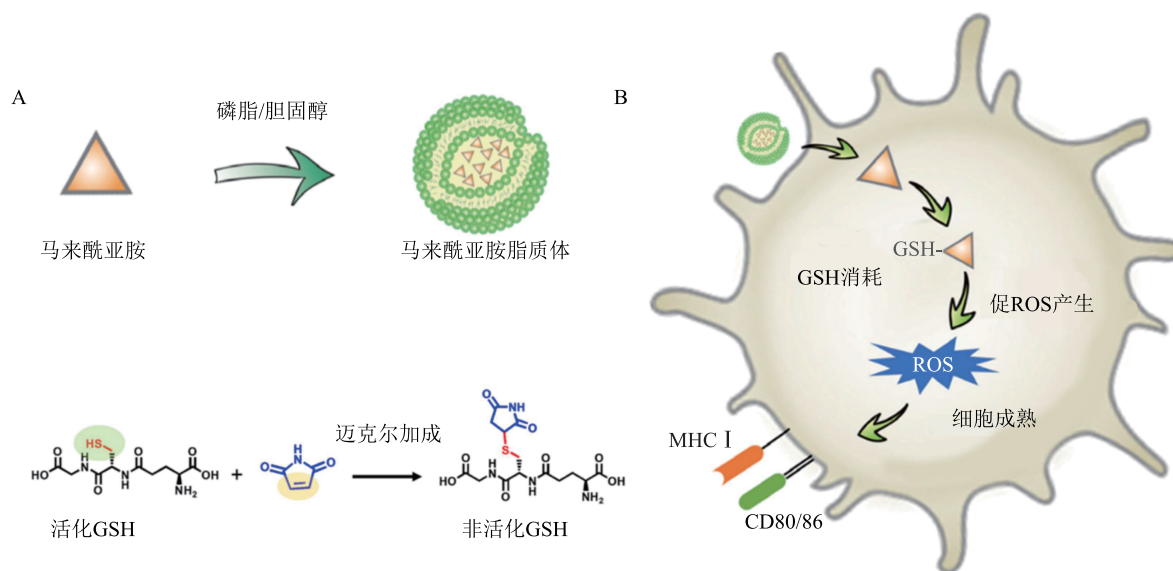 A
磷脂/胆固醇
马来酰亚胺
马来酰亚胺脂质体
HS
O
HO
H
N
O
N
H
O
O
OH
NH₂
+
H
N
O
O
迈克尔加成
O
NH
O
S
O
HO
H
N
O
N
H
O
O
OH
NH₂
活化GSH
非活化GSH
B
GSH-
GSH消耗
促ROS产生
ROS
细胞成熟
MHC Ⅰ
CD80/86